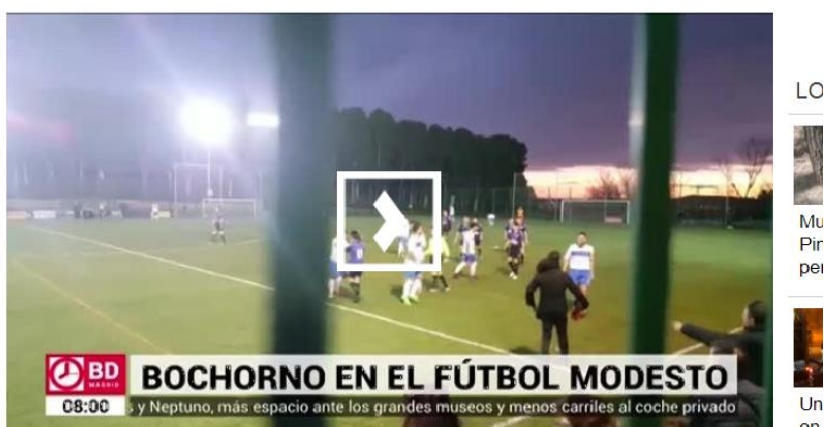 LO
BD
MADRID
BOCHORNO EN EL FÚTBOL MODESTO
08:00
s y Neptuno, más espacio ante los grandes museos y menos carriles al coche privado
Mu
Pin
per
Un
en